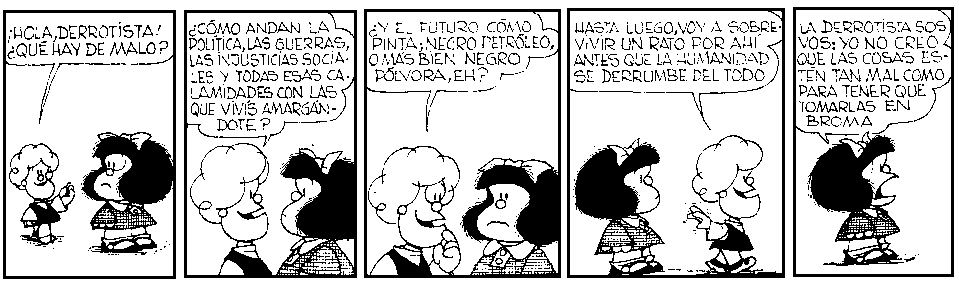 ¡HOLA, DERROTISTA!
¿QUÉ HAY DE MALO?
¿CÓMO ANDAN LA
POLÍTICA, LAS GUERRAS,
LAS INJUSTICIAS SOCIA-
LES Y TODAS ESAS CA-
LAMIDADES CON LAS
QUE VIVÍS AMARGÁN-
DOTE?
¿Y EL FUTURO CÓMO
PINTA; NEGRO PETRÓLEO,
O MÁS BIEN NEGRO
PÓLVORA, EH?
HASTA LUEGO, VOY A SOBRE-
VIVIR UN RATO POR AHÍ
ANTES QUE LA HUMANIDAD
SE DERRUMBE DEL TODO
LA DERROTISTA SOS
VOS; YO NO CREO
QUE LAS COSAS ES-
TÉN TAN MAL COMO
PARA TENER QUE
TOMARLAS EN
BROMA